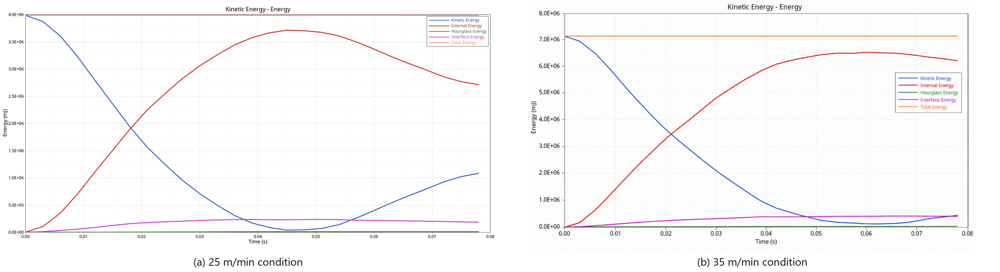 Kinetic Energy - Energy
4.0E+06
3.5E+06
3.0E+06
2.5E+06
2.0E+06
1.5E+06
1.0E+06
5.0E+05
0.0E+00
Energy (mJ)
Kinetic Energy
Internal Energy
Hourglass Energy
Interface Energy
Total Energy
0.00 0.01 0.02 0.03 0.04 0.05 0.06 0.07 0.08
Time (s)
(a) 25 m/min condition
Kinetic Energy - Energy
8.0E+06
7.0E+06
6.0E+06
5.0E+06
4.0E+06
3.0E+06
2.0E+06
1.0E+06
0.0E+00
Energy (mJ)
Kinetic Energy
Internal Energy
Hourglass Energy
Interface Energy
Total Energy
0.00 0.01 0.02 0.03 0.04 0.05 0.06 0.07 0.08
Time (s)
(b) 35 m/min condition